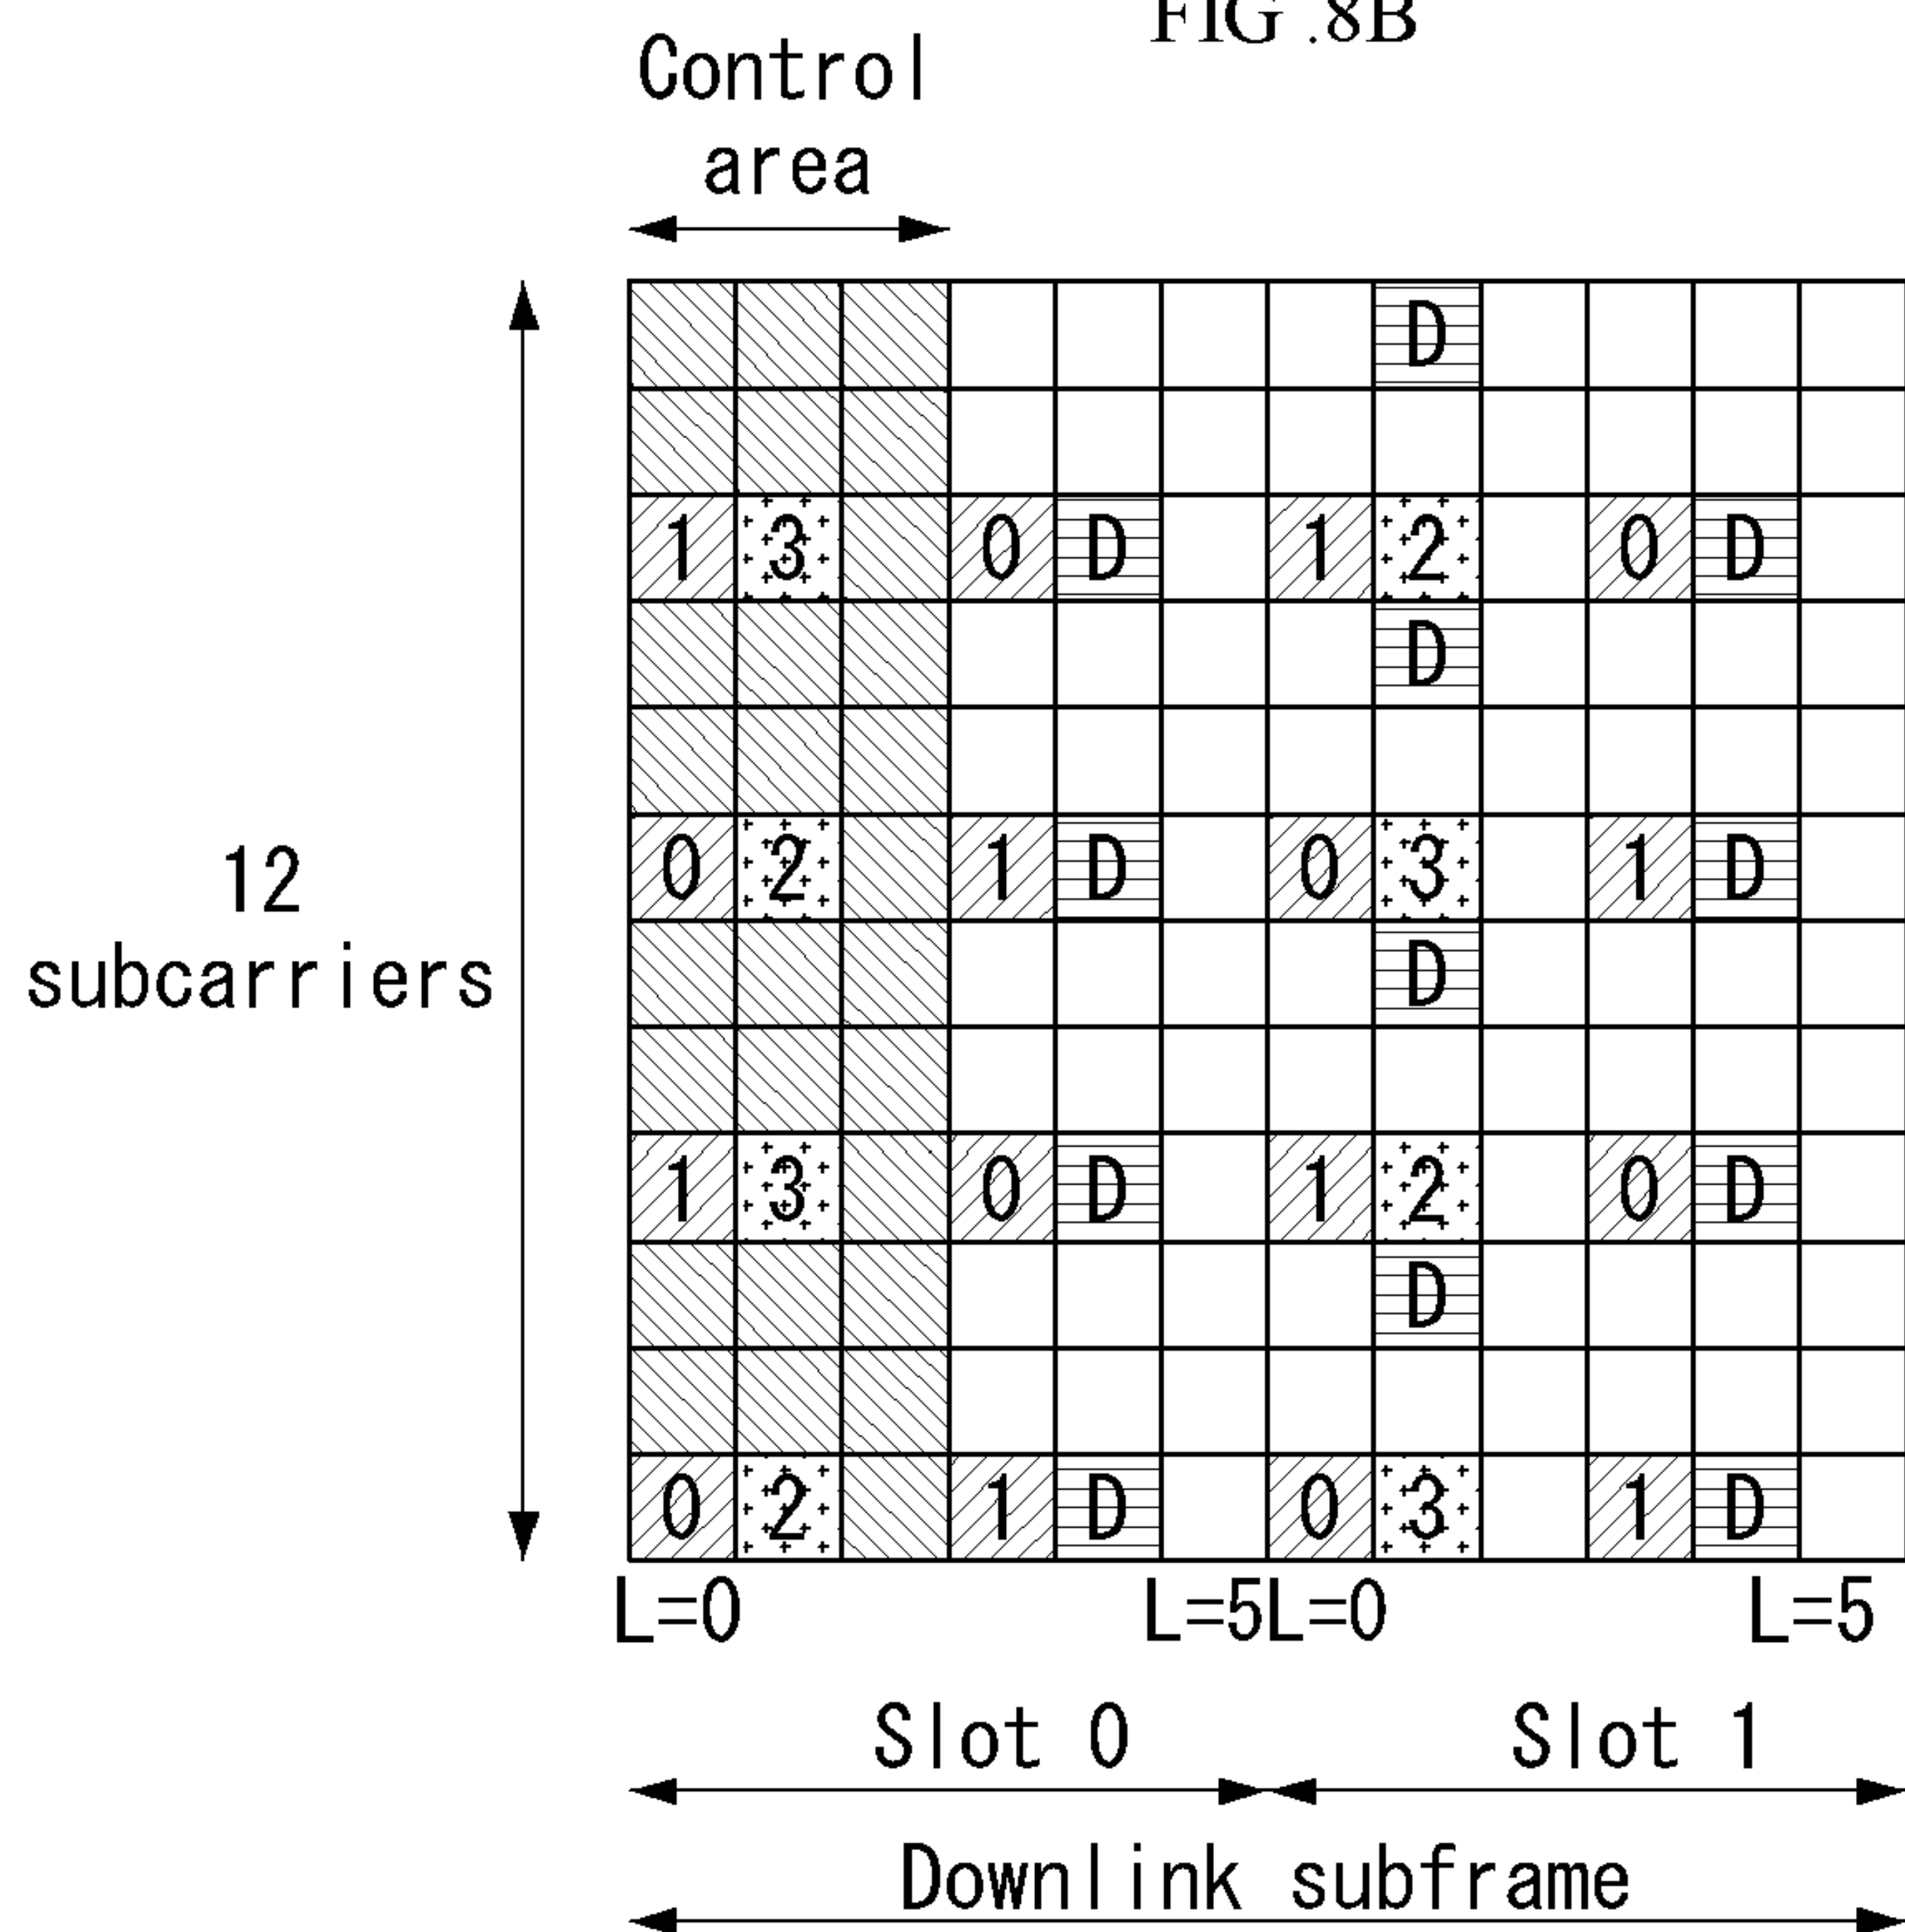 FIG .8B
Control
area
D
1 3 0 D 1 2 0 D
D
12
subcarriers
0 2 1 D 0 3 1 D
D
1 3 0 D 1 2 0 D
D
0 2 1 D 0 3 1 D
L=0 L=5 L=0 L=5
Slot 0 Slot 1
Downlink subframe